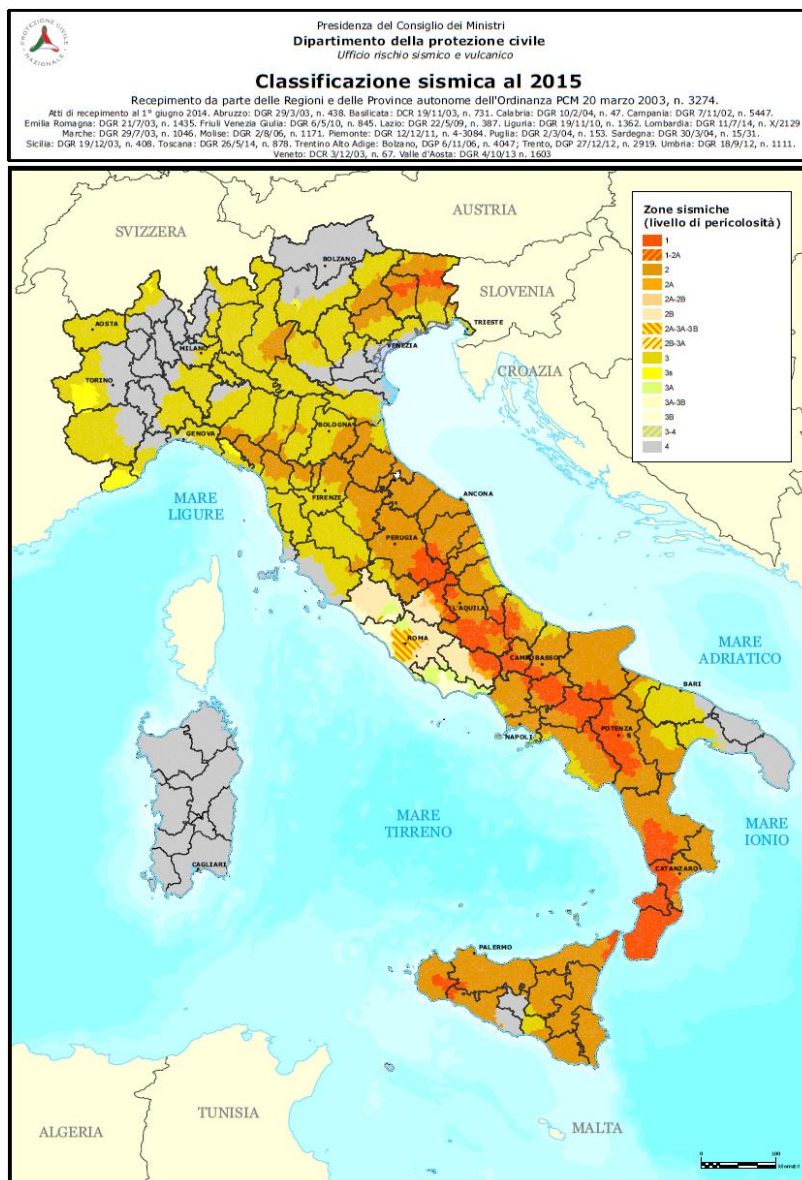 PROTEZIONE CIVILE
NAZIONALE
Presidenza del Consiglio dei Ministri
Dipartimento della protezione civile
Ufficio rischio sismico e vulcanico
Classificazione sismica al 2015
Recepimento da parte delle Regioni e delle Province autonome dell'Ordinanza PCM 20 marzo 2003, n. 3274.
Atti di recepimento al 1° giugno 2014. Abruzzo: DGR 29/3/03, n. 438. Basilicata: DCR 19/11/03, n. 731. Calabria: DGR 10/2/04, n. 47. Campania: DGR 7/11/02, n. 5447.
Emilia Romagna: DGR 21/7/03, n. 1435. Friuli Venezia Giulia: DGR 6/5/10, n. 845. Lazio: DGR 22/5/09, n. 387. Liguria: DGR 19/11/10, n. 1362. Lombardia: DGR 11/7/14, n. X/2129
Marche: DGR 29/7/03, n. 1046. Molise: DGR 2/8/06, n. 1171. Piemonte: DGR 12/12/11, n. 4-3084. Puglia: DGR 2/3/04, n. 153. Sardegna: DGR 30/3/04, n. 15/31.
Sicilia: DGR 19/12/03, n. 408. Toscana: DGR 26/5/14, n. 878. Trentino Alto Adige: Bolzano, DGP 6/11/06, n. 4047; Trento, DGP 27/12/12, n. 2919. Umbria: DGR 18/9/12, n. 1111.
Veneto: DCR 3/12/03, n. 67. Valle d'Aosta: DGR 4/10/13 n. 1603
AUSTRIA
SVIZZERA
Zone sismiche
(livello di pericolosità)
1
1-2A
2
2A
2A-2B
2B
2A-3A-3B
2B-3A
3
3s
3A
3A-3B
3B
3-4
4
BOLZANO
SLOVENIA
AOSTA
TRIESTE
MILANO
VENEZIA
CROAZIA
TORINO
BOLOGNA
GENOVA
MARE
LIGURE
FIRENZE
ANCONA
PERUGIA
L'AQUILA
ROMA
CAMPOBASSO
MARE
ADRIATICO
BARI
NAPOLI
POTENZA
MARE
TIRRENO
MARE
IONIO
CAGLIARI
CATANZARO
PALERMO
TUNISIA
ALGERIA
MALTA
0
100
kilometri